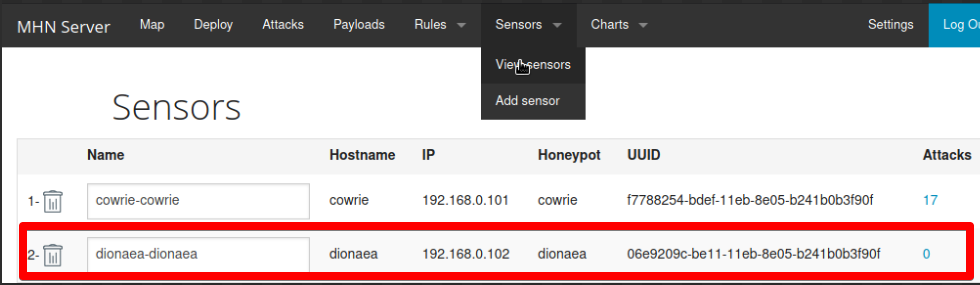 MHN Server Map Deploy Attacks Payloads Rules Sensors Charts Settings Log
View sensors
Add sensor
Sensors
Name Hostname IP Honeypot UUID Attacks
1- cowrie-cowrie cowrie 192.168.0.101 cowrie f7788254-bdef-11eb-8e05-b241b0b3f90f 17
2- dionaea-dionaea dionaea 192.168.0.102 dionaea 06e9209c-be11-11eb-8e05-b241b0b3f90f 0